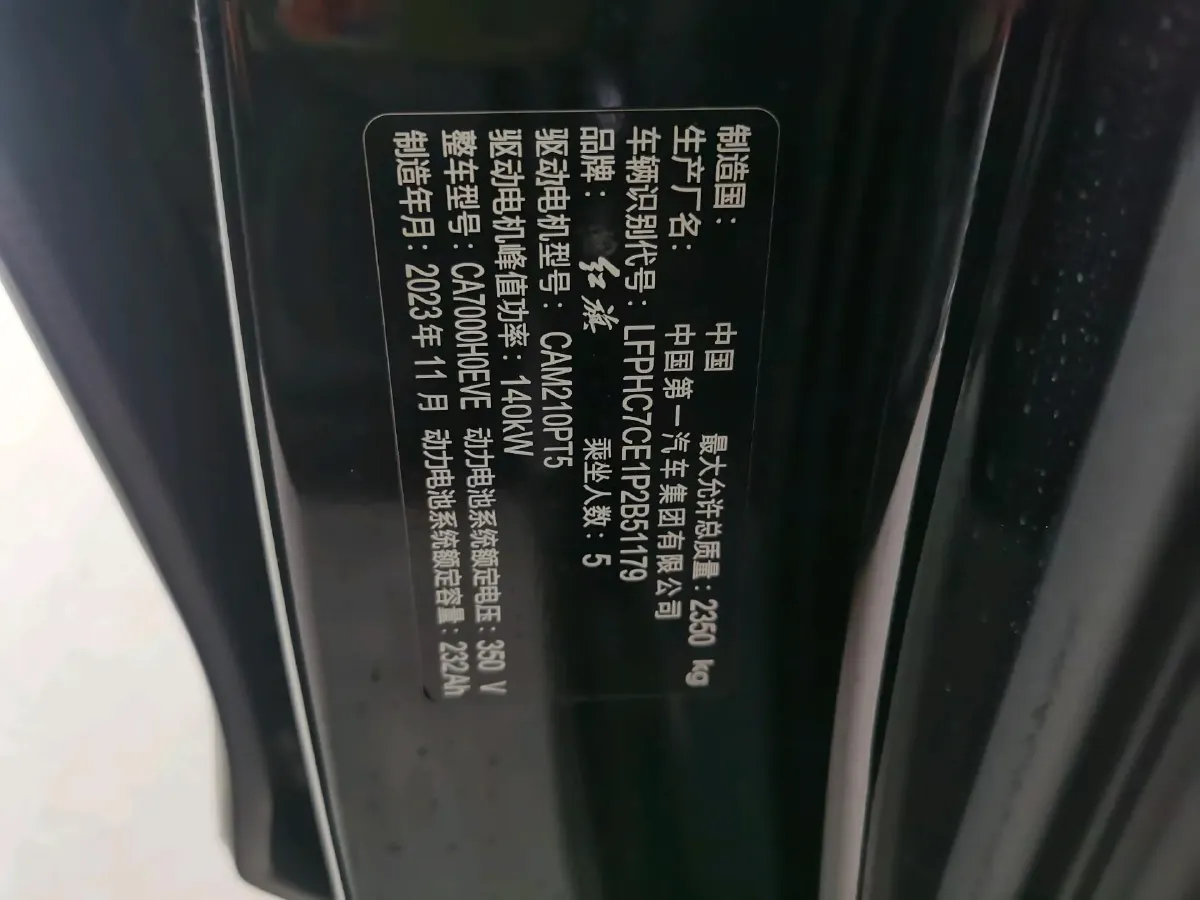 制造国： 中国 最大允许总质量：2350 kg
生产厂名： 中国第一汽车集团有限公司
车辆识别代号：LFPHC7CE1P2B51179
品牌： 红旗 乘坐人数：5
驱动电机型号： CAM210PT5
驱动电机峰值功率：140kW
整车型号：CA7000H0EVE 动力电池系统额定电压：350 V
制造年月：2023年11月 动力电池系统额定容量：232Ah